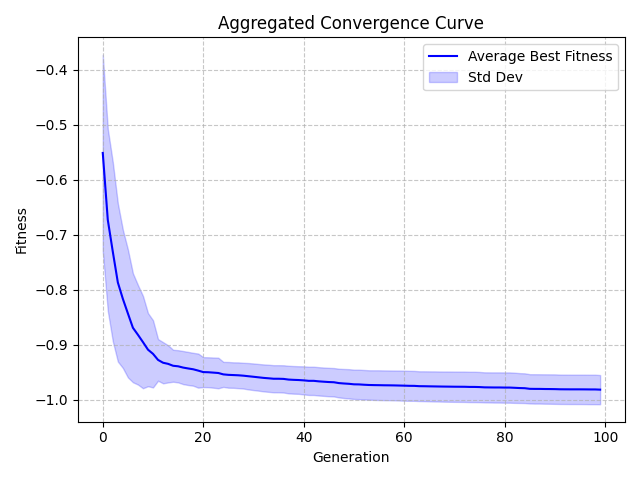 Aggregated Convergence Curve
Average Best Fitness
Std Dev
Fitness
−0.4
−0.5
−0.6
−0.7
−0.8
−0.9
−1.0
0 20 40 60 80 100
Generation